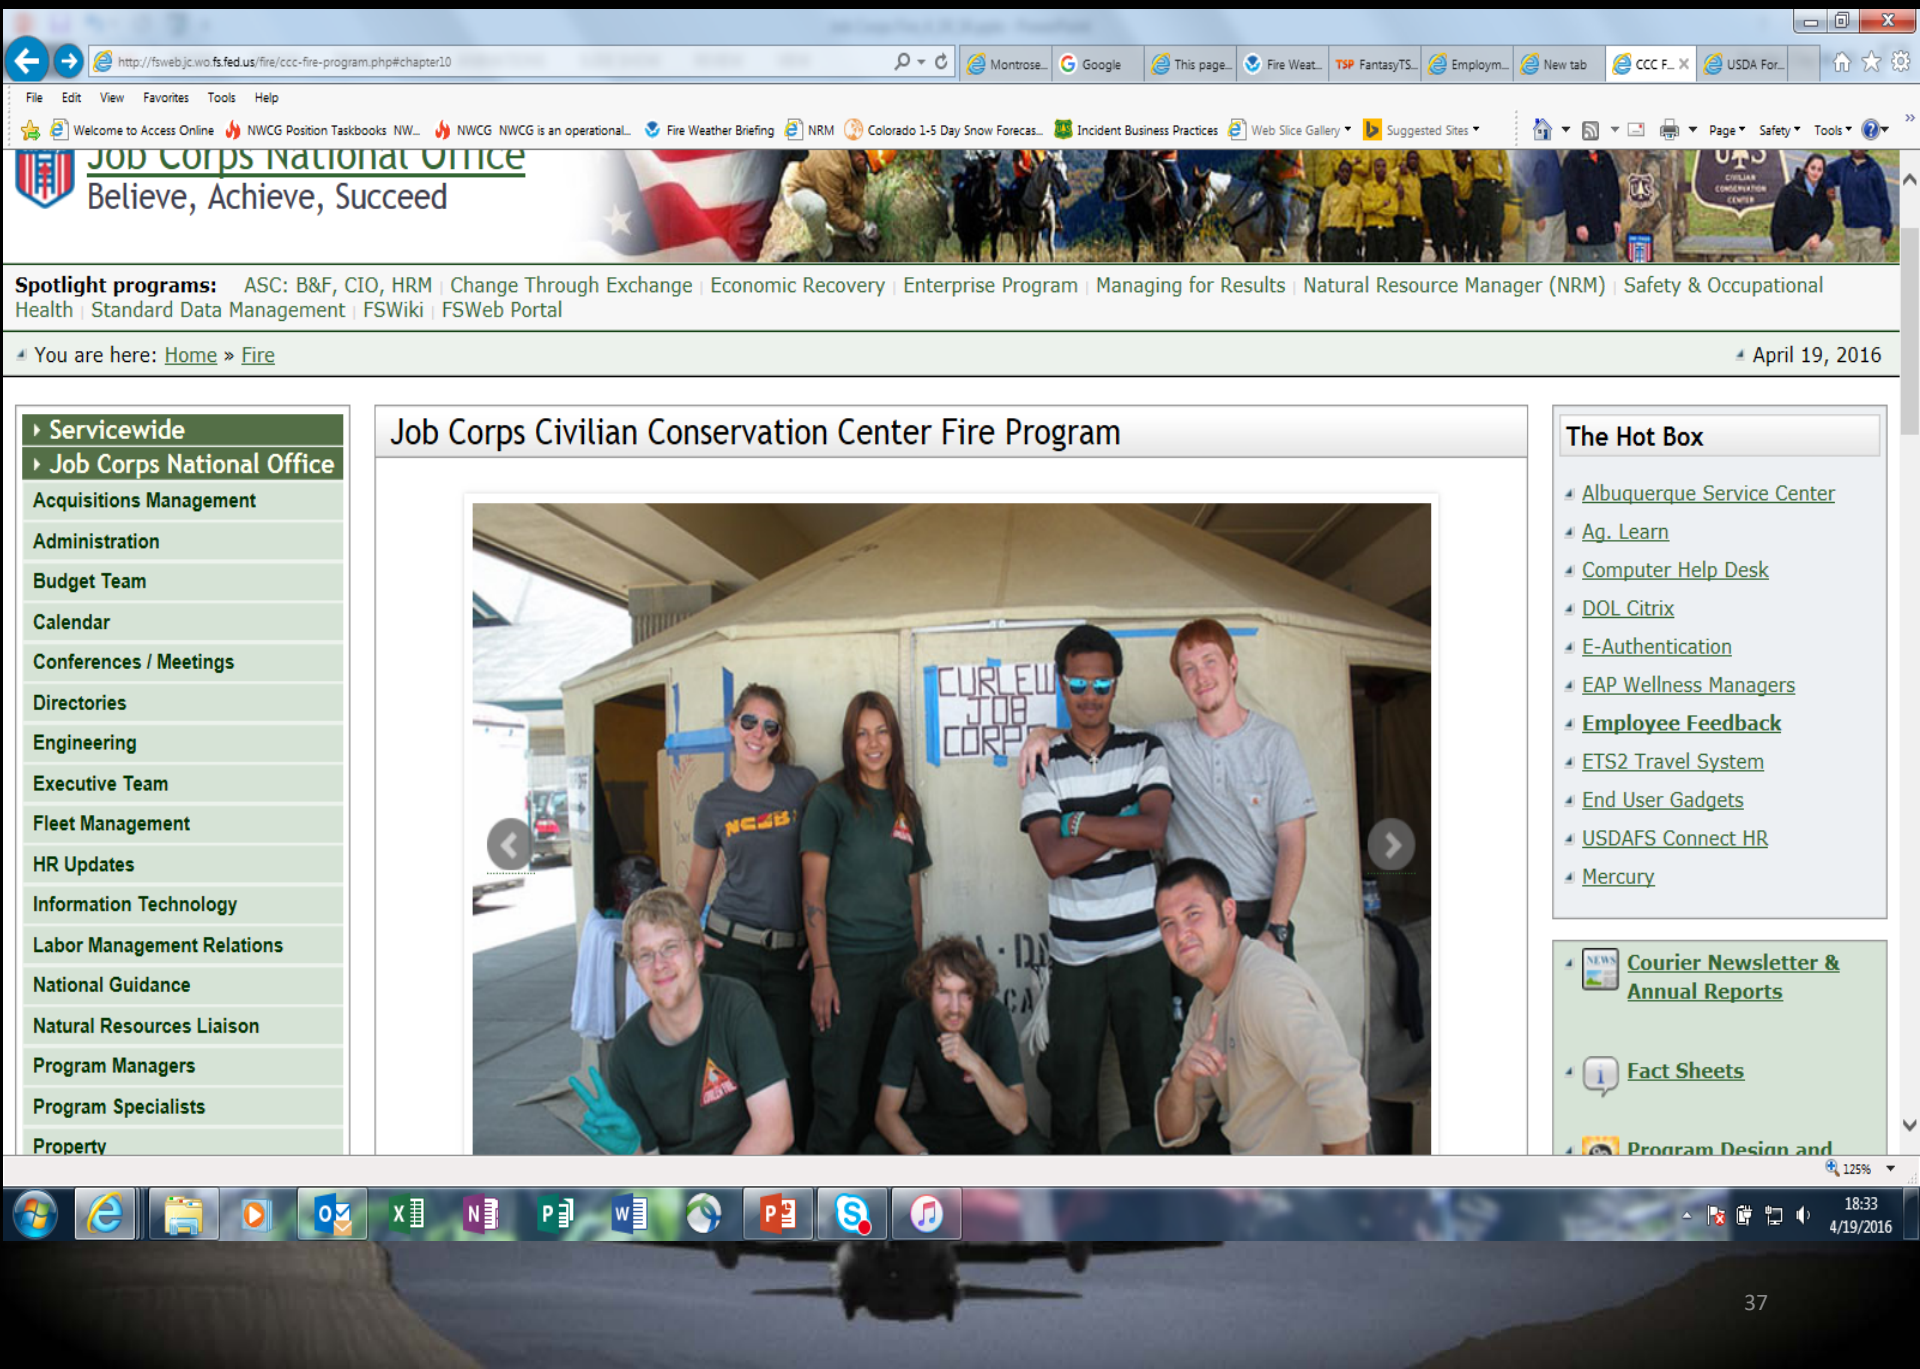 http://fsweb.jc.wo.fs.fed.us/fire/ccc-fire-program.php#chapter10
Montrose...
Google
This page...
Fire Weat...
TSP FantasyTS...
Employm...
New tab
CCC F...
USDA For...
File Edit View Favorites Tools Help
Welcome to Access Online
NWCG Position Taskbooks NW...
NWCG NWCG is an operational...
Fire Weather Briefing
NRM
Colorado 1-5 Day Snow Forecas...
Incident Business Practices
Web Slice Gallery
Suggested Sites
Page Safety Tools
Job Corps National Office
Believe, Achieve, Succeed
CIVILIAN
CONSERVATION
CENTER
Spotlight programs: ASC: B&F, CIO, HRM | Change Through Exchange | Economic Recovery | Enterprise Program | Managing for Results | Natural Resource Manager (NRM) | Safety & Occupational
Health | Standard Data Management | FSWiki | FSWeb Portal
You are here: Home » Fire
April 19, 2016
Servicewide
Job Corps National Office
Acquisitions Management
Administration
Budget Team
Calendar
Conferences / Meetings
Directories
Engineering
Executive Team
Fleet Management
HR Updates
Information Technology
Labor Management Relations
National Guidance
Natural Resources Liaison
Program Managers
Program Specialists
Property
Job Corps Civilian Conservation Center Fire Program
CURLEW
JOB
CORPS
The Hot Box
Albuquerque Service Center
Ag. Learn
Computer Help Desk
DOL Citrix
E-Authentication
EAP Wellness Managers
Employee Feedback
ETS2 Travel System
End User Gadgets
USDAFS Connect HR
Mercury
NEWS
Courier Newsletter &
Annual Reports
Fact Sheets
Program Design and
125%
18:33
4/19/2016
37